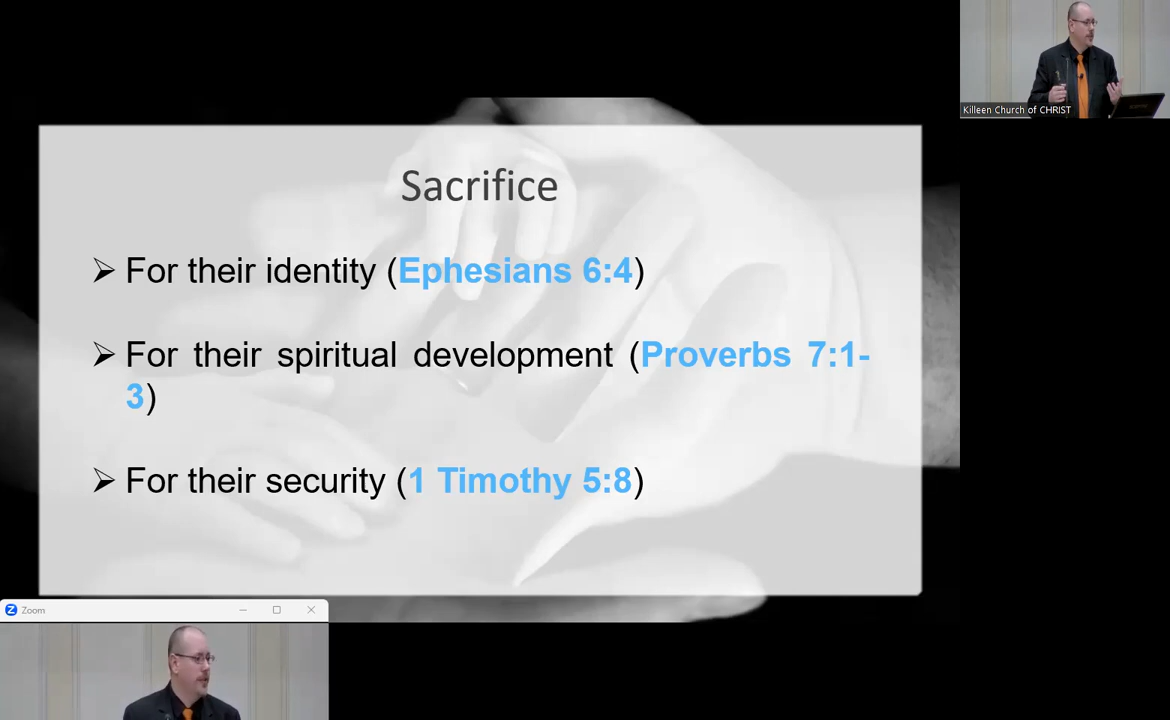 Killeen Church of CHRIST
Sacrifice
➢ For their identity (Ephesians 6:4)
➢ For their spiritual development (Proverbs 7:1-
3)
➢ For their security (1 Timothy 5:8)
Zoom